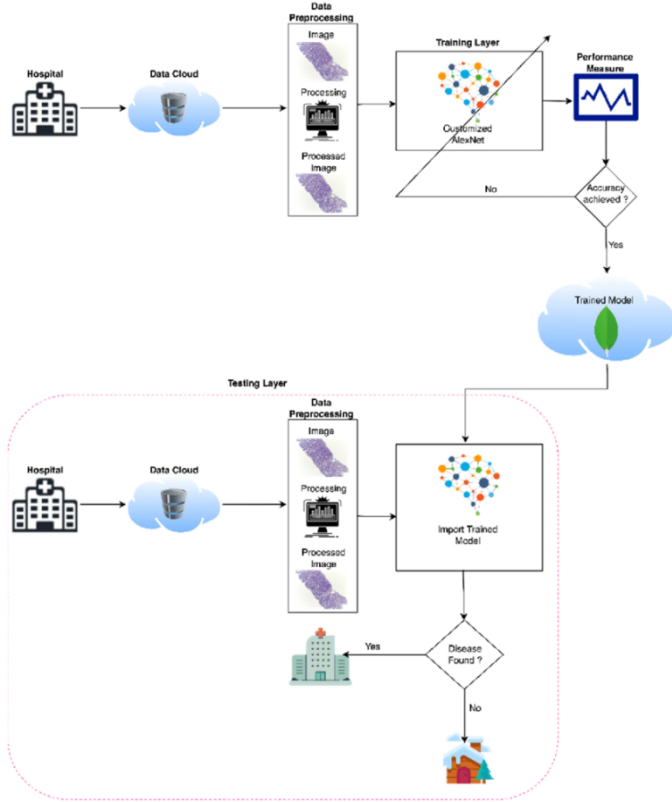 Data
Preprocessing
Image
Training Layer
Performance
Measure
Hospital
Data Cloud
Processing
Customized
AlexNet
Processad
Image
No
Accuracy
achieved ?
Yes
Trained Model
Testing Layer
Data
Preprocessing
Image
Hospital
Data Cloud
Processing
Import Trained
Model
Processed
Image
Yes
Disease
Found ?
No